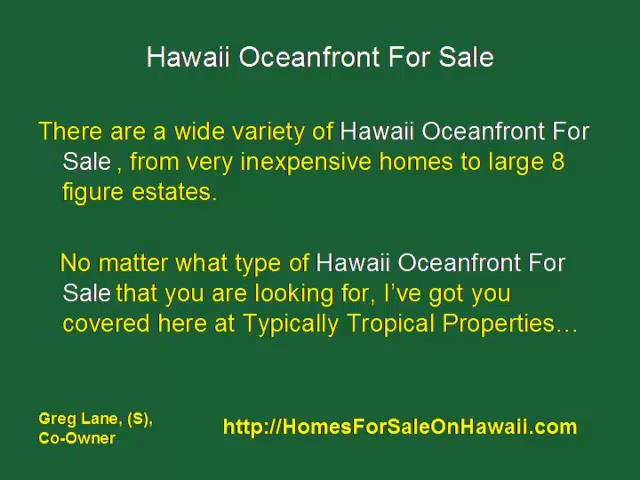 Hawaii Oceanfront For Sale
There are a wide variety of Hawaii Oceanfront For
Sale , from very inexpensive homes to large 8
figure estates.
No matter what type of Hawaii Oceanfront For
Sale that you are looking for, I've got you
covered here at Typically Tropical Properties…
Greg Lane, (S),
Co-Owner
http://HomesForSaleOnHawaii.com